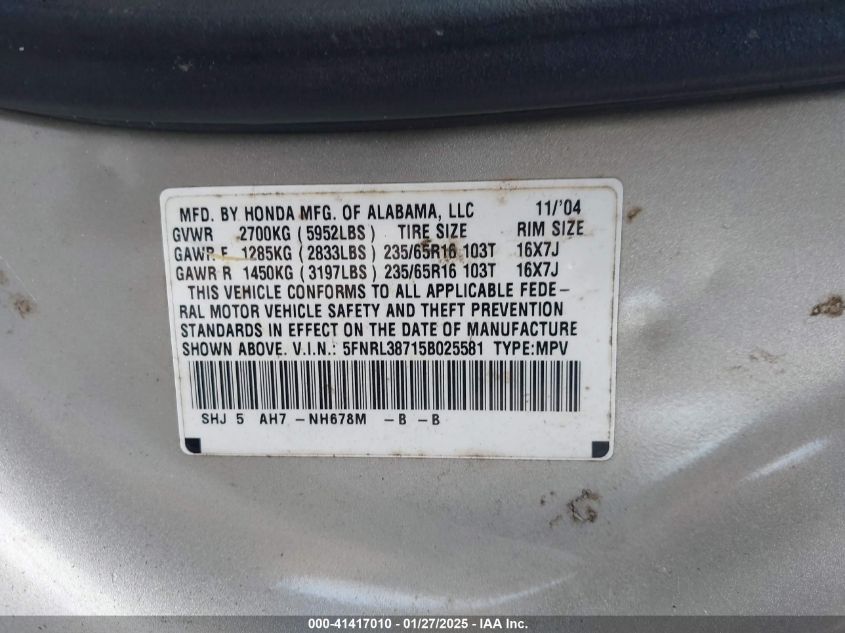 MFD. BY HONDA MFG. OF ALABAMA, LLC 11/'04
GVWR 2700KG (5952LBS) TIRE SIZE RIM SIZE
GAWR F 1285KG (2833LBS) 235/65R16 103T 16X7J
GAWR R 1450KG (3197LBS) 235/65R16 103T 16X7J
THIS VEHICLE CONFORMS TO ALL APPLICABLE FEDE-
RAL MOTOR VEHICLE SAFETY AND THEFT PREVENTION
STANDARDS IN EFFECT ON THE DATE OF MANUFACTURE
SHOWN ABOVE. V.I.N.: 5FNRL38715B025581 TYPE:MPV
SHJ 5 AH7 -NH678M -B -B
000-41417010 - 01/27/2025 - IAA Inc.